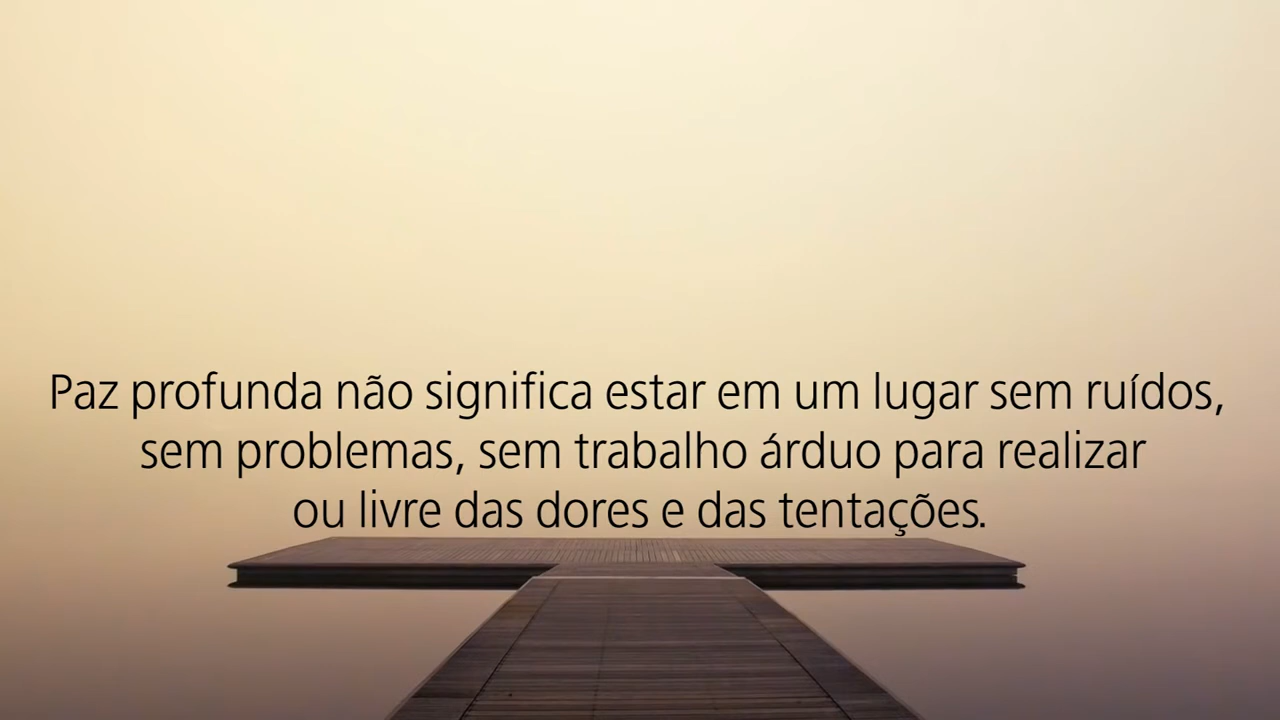 Paz profunda não significa estar em um lugar sem ruídos,
sem problemas, sem trabalho árduo para realizar
ou livre das dores e das tentações.